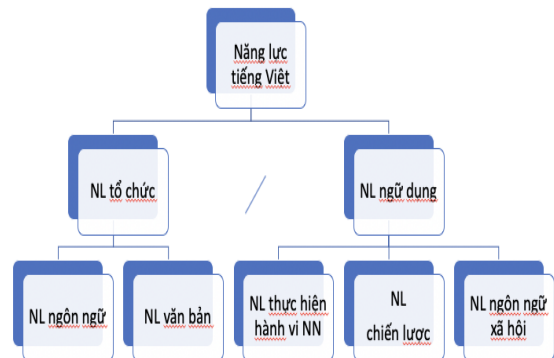 Năng lực
tiếng Việt
NL tổ chức
NL ngữ dụng
NL ngôn ngữ
NL văn bản
NL thực hiện
hành vi NN
NL
chiến lược
NL ngôn ngữ
xã hội